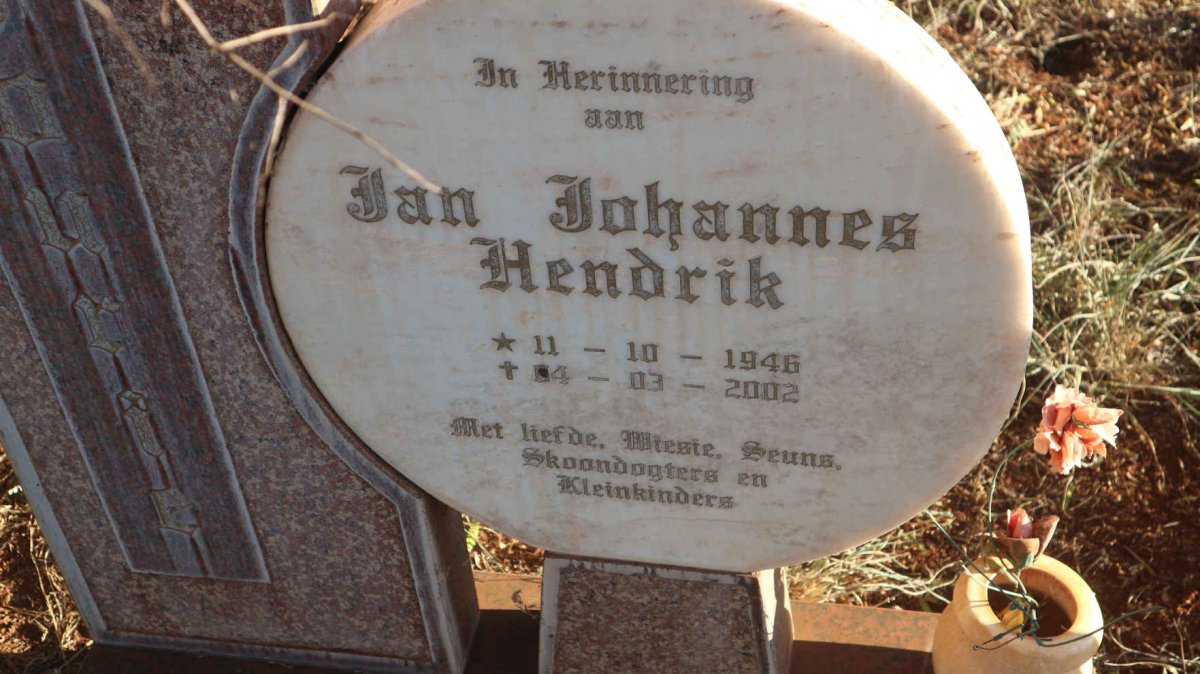 In Herinnering
aan
Jan Johannes
Hendrik
★ 11 - 10 - 1946
✝ 04 - 03 - 2002
Met liefde, Wiesie, Seuns,
Skoondogters en
Kleinkinders